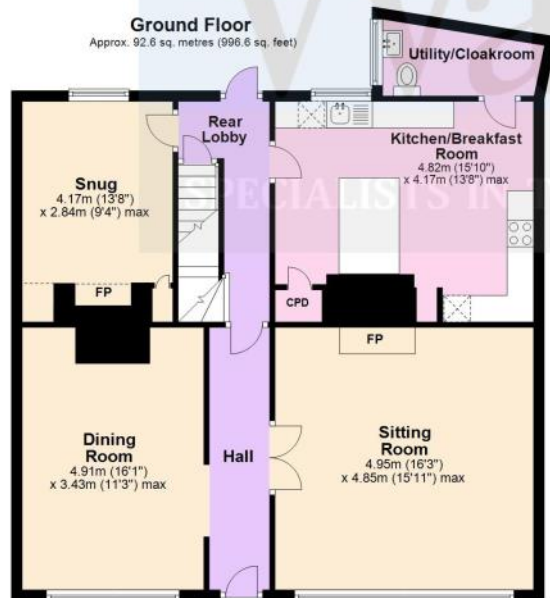 Ground Floor
Approx. 92.6 sq. metres (996.6 sq. feet)
Utility/Cloakroom
Rear
Lobby
Kitchen/Breakfast
Room
4.82m (15'10")
x 4.17m (13'8") max
Snug
4.17m (13'8")
x 2.84m (9'4") max
SPECIALISTS IN T
FP
CPD
FP
Dining
Room
4.91m (16'1")
x 3.43m (11'3") max
Hall
Sitting
Room
4.95m (16'3")
x 4.85m (15'11") max